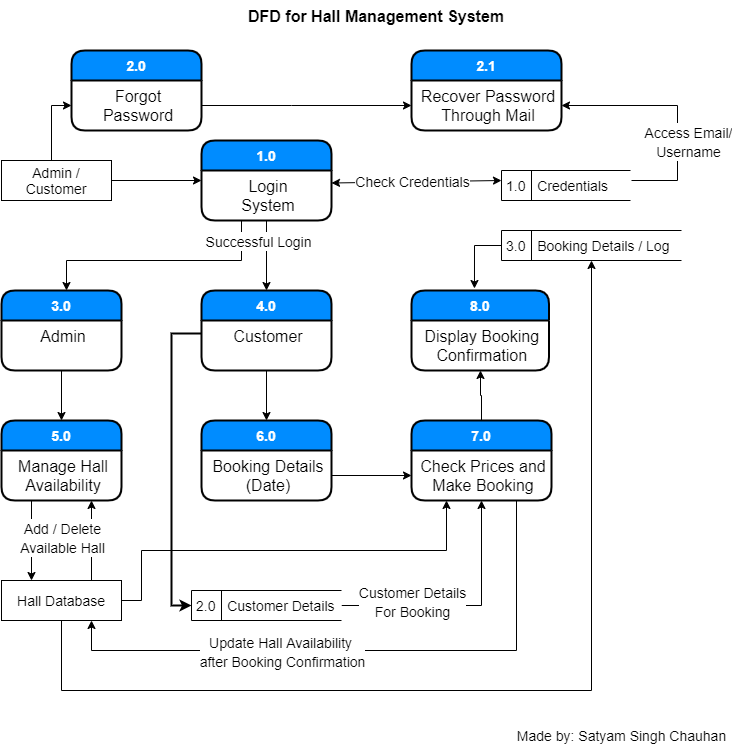 DFD for Hall Management System
2.0
Forgot
Password
2.1
Recover Password
Through Mail
Access Email/
Username
Admin /
Customer
1.0
Login
System
Check Credentials
1.0 Credentials
Successful Login
3.0 Booking Details / Log
3.0
Admin
4.0
Customer
8.0
Display Booking
Confirmation
5.0
Manage Hall
Availability
6.0
Booking Details
(Date)
7.0
Check Prices and
Make Booking
Add / Delete
Available Hall
Hall Database
2.0 Customer Details
Customer Details
For Booking
Update Hall Availability
after Booking Confirmation
Made by: Satyam Singh Chauhan